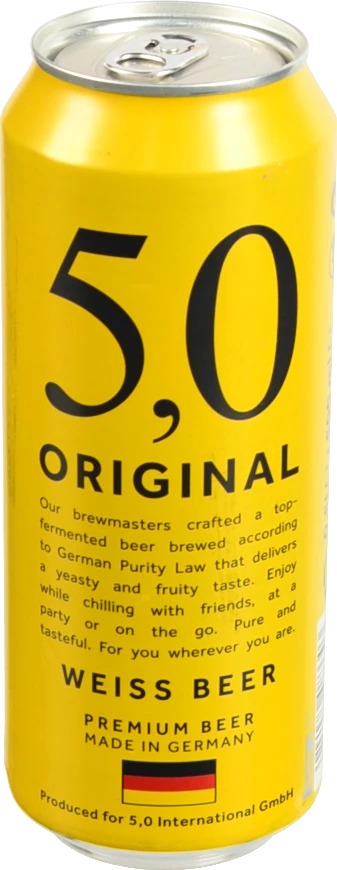 5,0
ORIGINAL
Our brewmasters crafted a top-
fermented beer brewed according
to German Purity Law that delivers
a yeasty and fruity taste. Enjoy
while chilling with friends, at a
party or on the go. Pure and
tasteful. For you wherever you are.
WEISS BEER
PREMIUM BEER
MADE IN GERMANY
Produced for 5,0 International GmbH